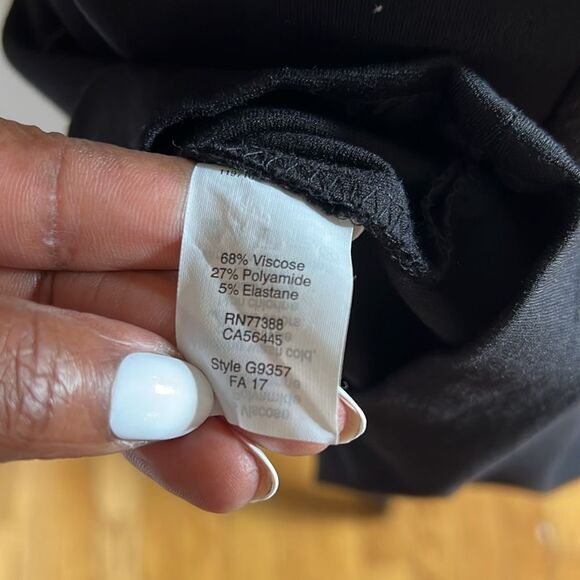 68% Viscose
27% Polyamide
5% Elastane
RN77388
CA56445
Style G9357
FA 17